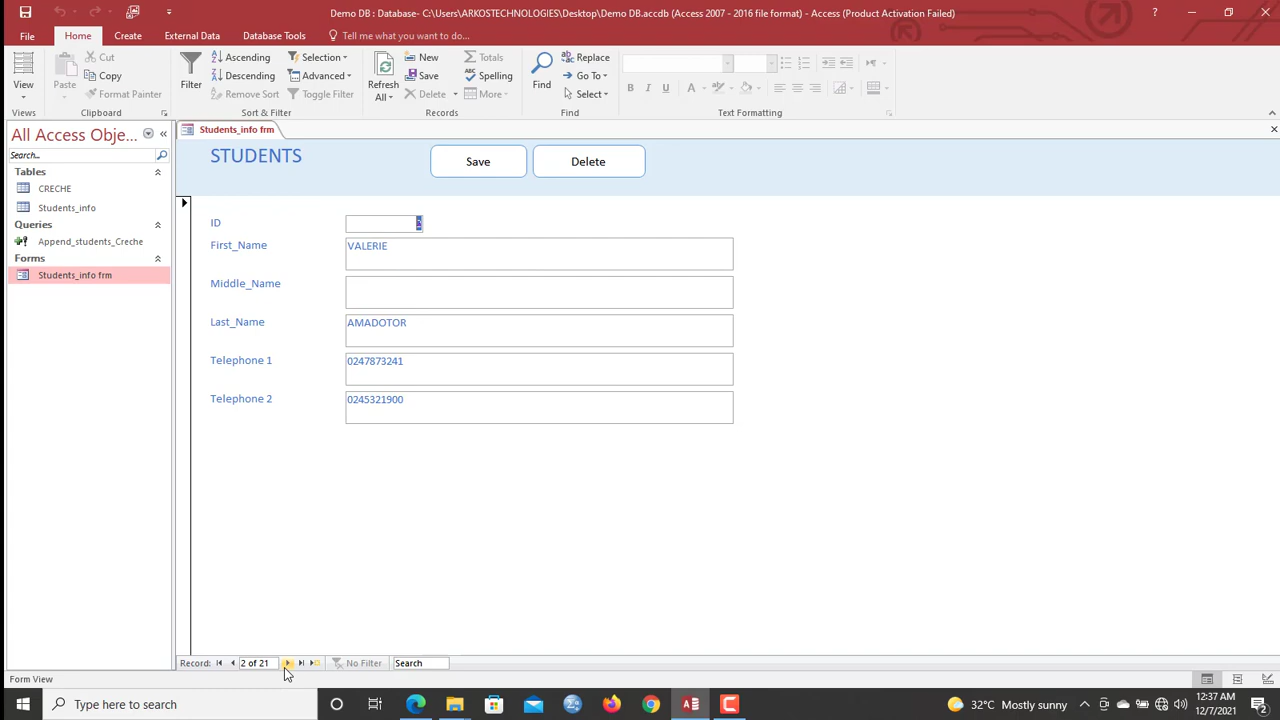 Demo DB : Database- C:\Users\ARKOSTECHNOLOGIES\Desktop\Demo DB.accdb (Access 2007 - 2016 file format) - Access (Product Activation Failed)
?
File Home Create External Data Database Tools Tell me what you want to do...
View
Views
Paste
Cut
Copy
Format Painter
Clipboard
Filter
Ascending
Descending
Remove Sort
Selection
Advanced
Toggle Filter
Sort & Filter
Refresh
All
New
Save
Delete
Totals
Spelling
More
Records
Find
Replace
Go To
Select
Find
B I U A
Text Formatting
All Access Obje...
Search...
Tables
CRECHE
Students_info
Queries
Append_students_Creche
Forms
Students_info frm
Students_info frm
STUDENTS
Save Delete
ID
First_Name VALERIE
Middle_Name
Last_Name AMADOTOR
Telephone 1 0247873241
Telephone 2 0245321900
Record: 2 of 21 No Filter Search
Form View
Type here to search
32°C Mostly sunny
12:37 AM
12/7/2021
2